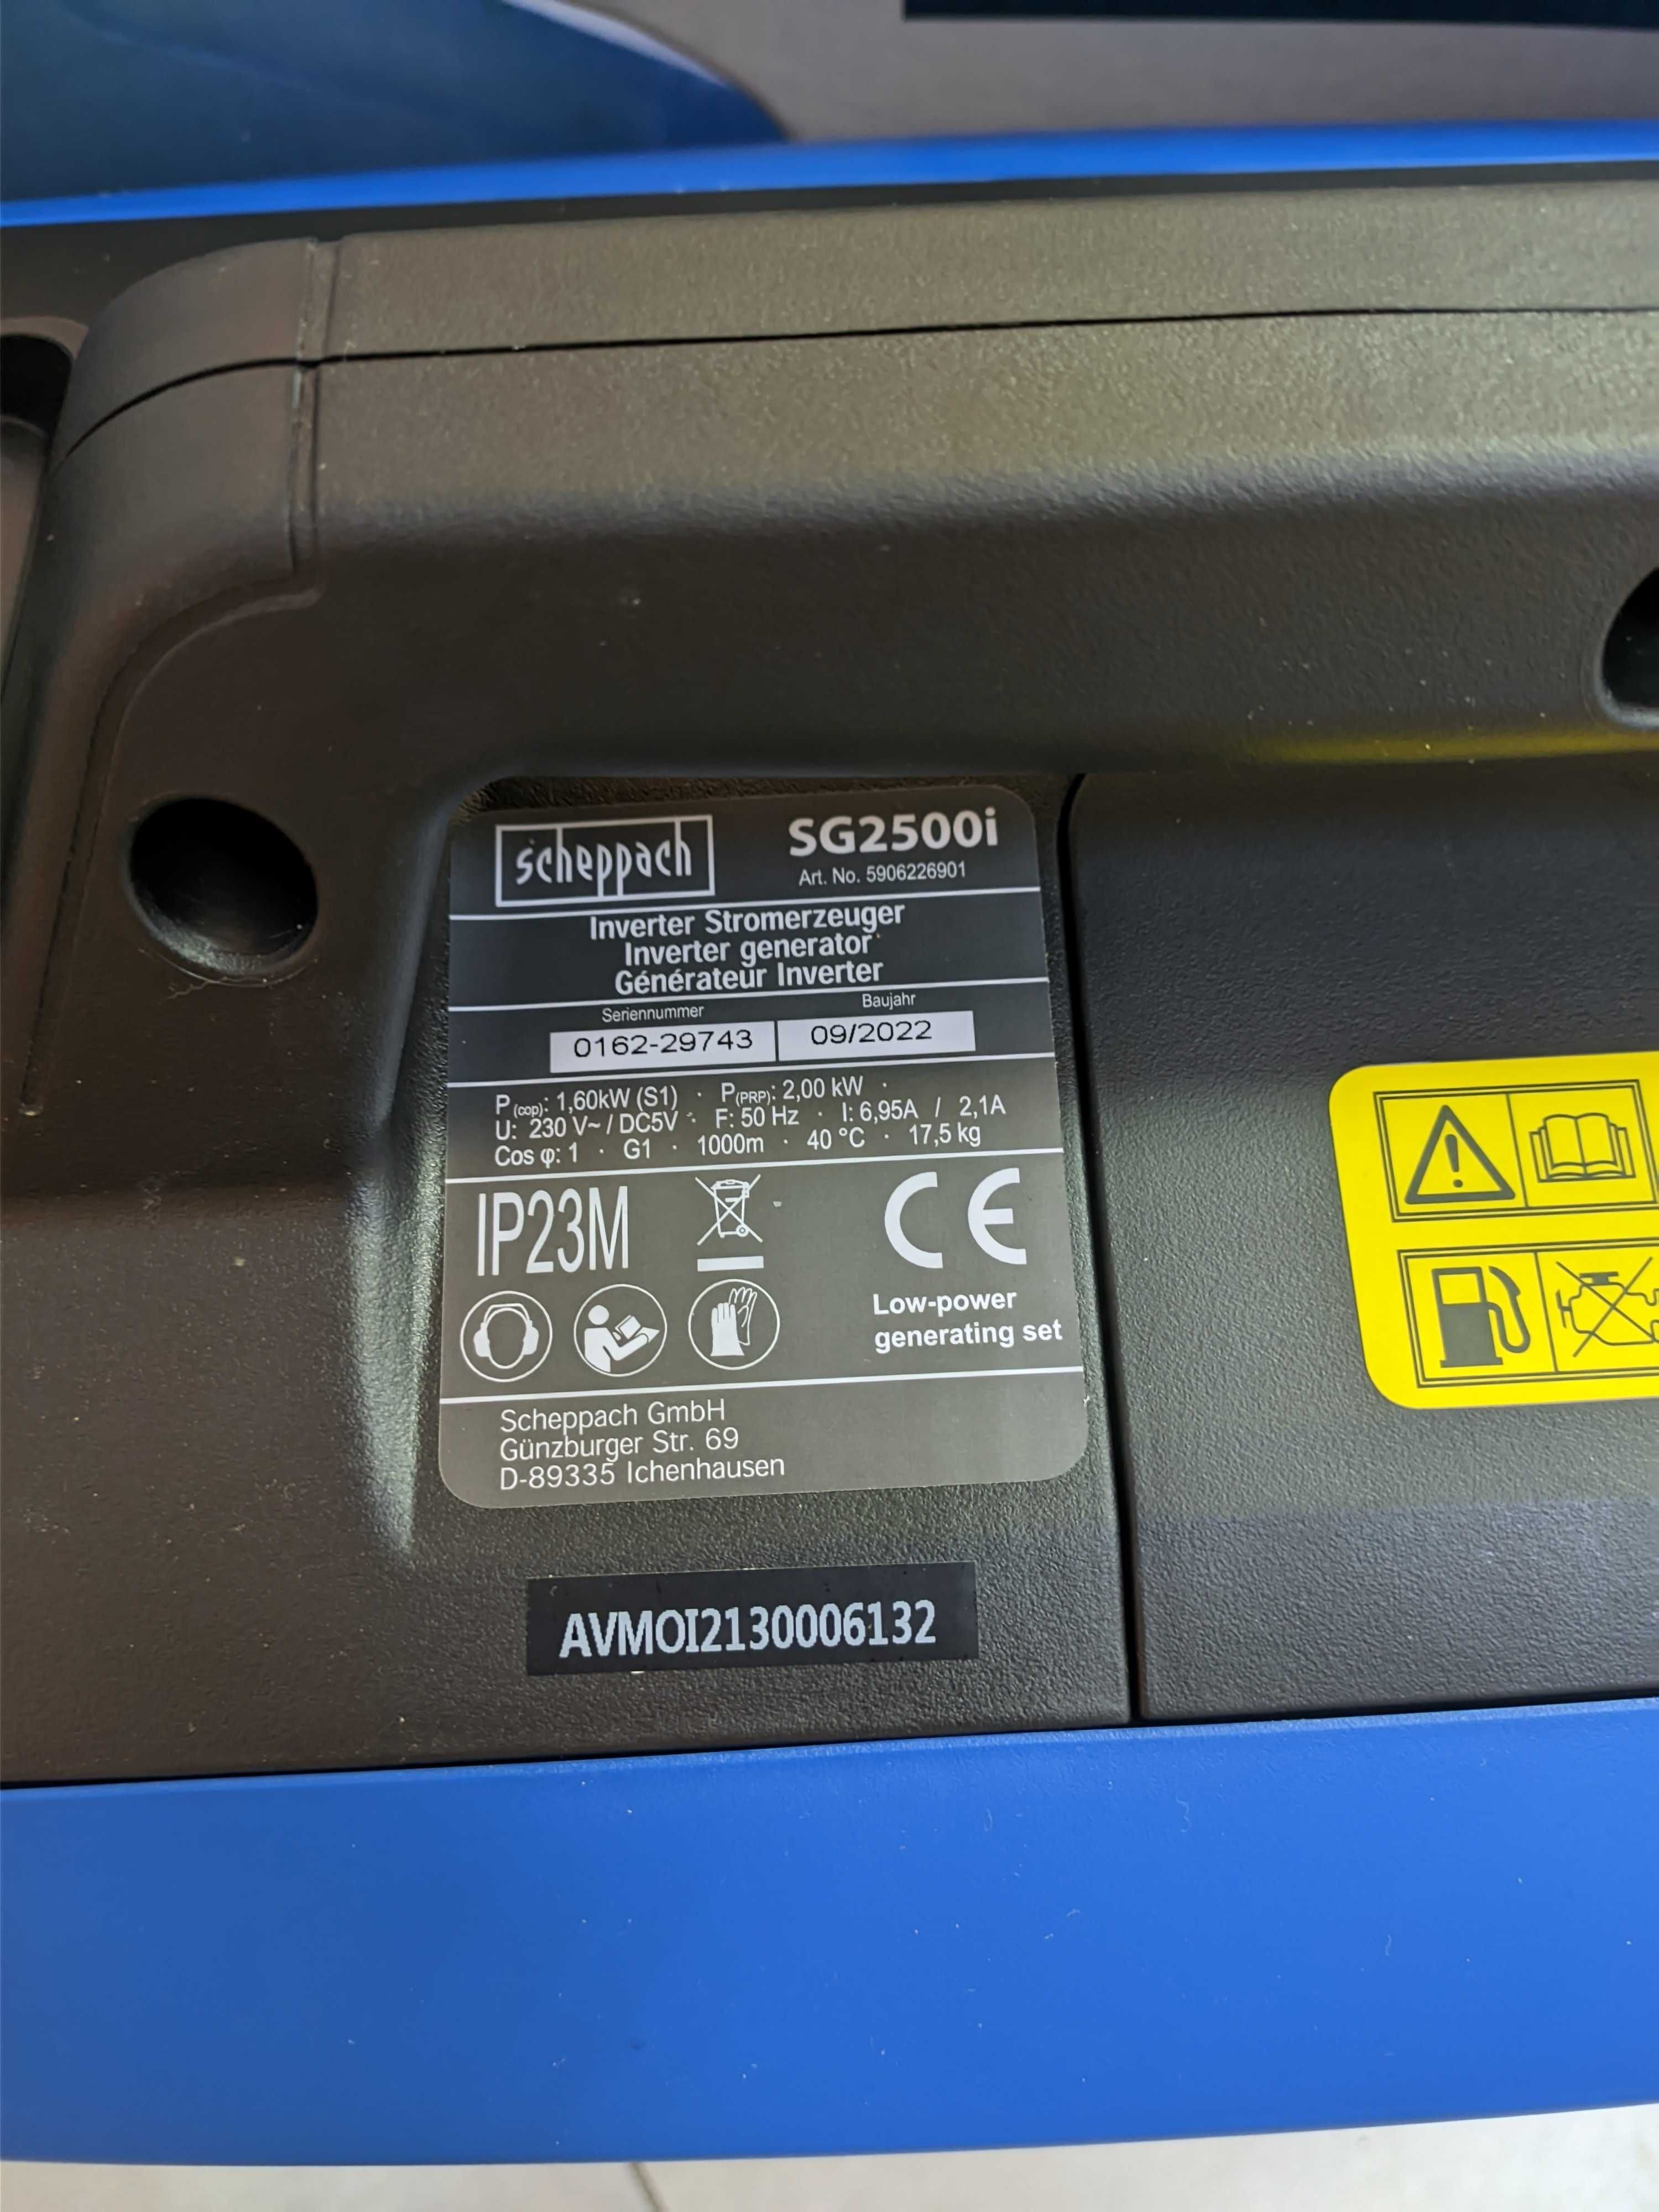 scheppach
SG2500i
Art. No. 5906226901
Inverter Stromerzeuger
Inverter generator
Générateur Inverter
Seriennummer Baujahr
0162-29743 09/2022
P(cop): 1,60kW (S1) · P(PRP): 2,00 kW ·
U: 230 V~ / DC5V · F: 50 Hz · I: 6,95A / 2,1A
Cos φ: 1 · G1 · 1000m · 40 °C · 17,5 kg
IP23M
CE
Low-power
generating set
Scheppach GmbH
Günzburger Str. 69
D-89335 Ichenhausen
AVMOI2130006132